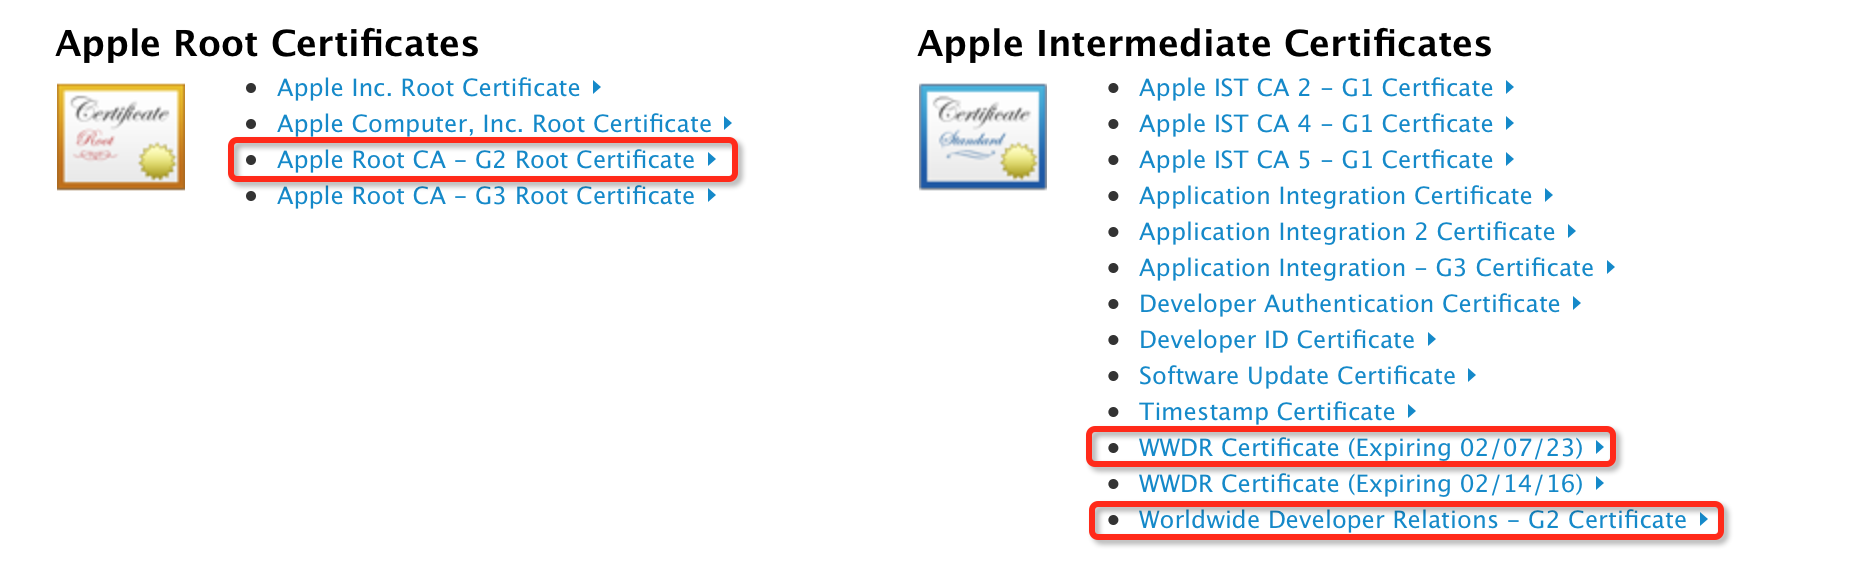 Apple Root Certificates
Certificate
Root
Apple Inc. Root Certificate
Apple Computer, Inc. Root Certificate
Apple Root CA - G2 Root Certificate
Apple Root CA - G3 Root Certificate
Apple Intermediate Certificates
Certificate
Standard
Apple IST CA 2 - G1 Certficate
Apple IST CA 4 - G1 Certficate
Apple IST CA 5 - G1 Certficate
Application Integration Certificate
Application Integration 2 Certificate
Application Integration - G3 Certificate
Developer Authentication Certificate
Developer ID Certificate
Software Update Certificate
Timestamp Certificate
WWDR Certificate (Expiring 02/07/23)
WWDR Certificate (Expiring 02/14/16)
Worldwide Developer Relations - G2 Certificate